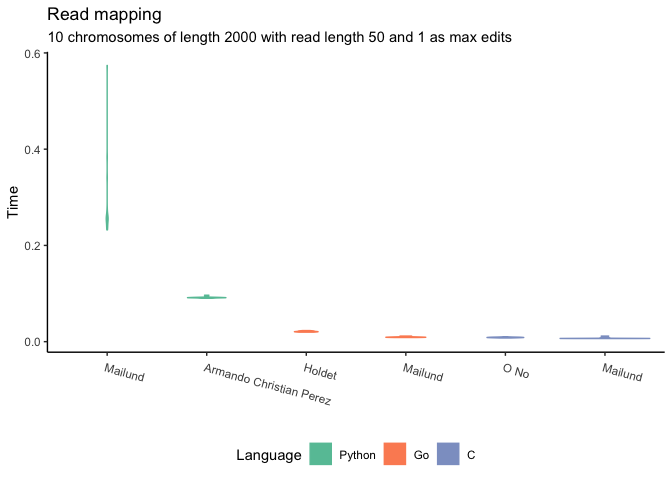 Read mapping
10 chromosomes of length 2000 with read length 50 and 1 as max edits
0.6
0.4
0.2
0.0
Time
Mailund
Armando Christian Perez
Holdet
Mailund
O No
Mailund
Language
Python
Go
C